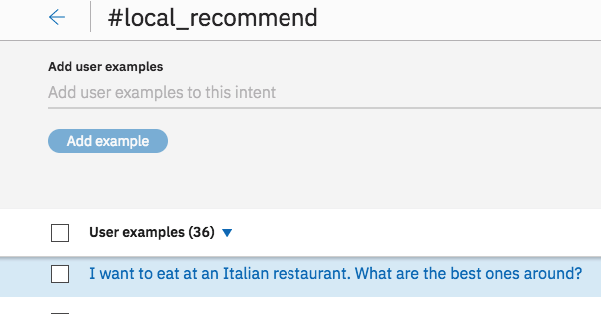 #local_recommend
Add user examples
Add user examples to this intent
Add example
User examples (36)
I want to eat at an Italian restaurant. What are the best ones around?